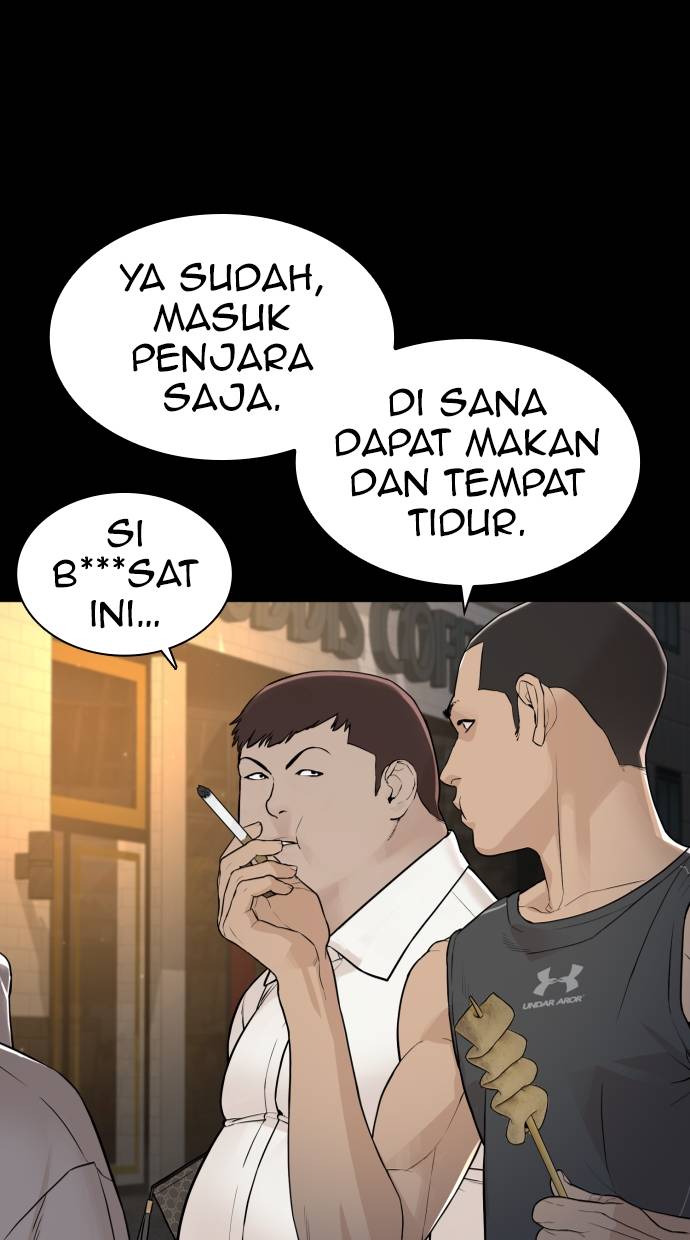 YA SUDAH,
MASUK
PENJARA
SAJA.
DI SANA
DAPAT MAKAN
DAN TEMPAT
TIDUR.
SI
B***SAT
INI...
UNDAR AROR